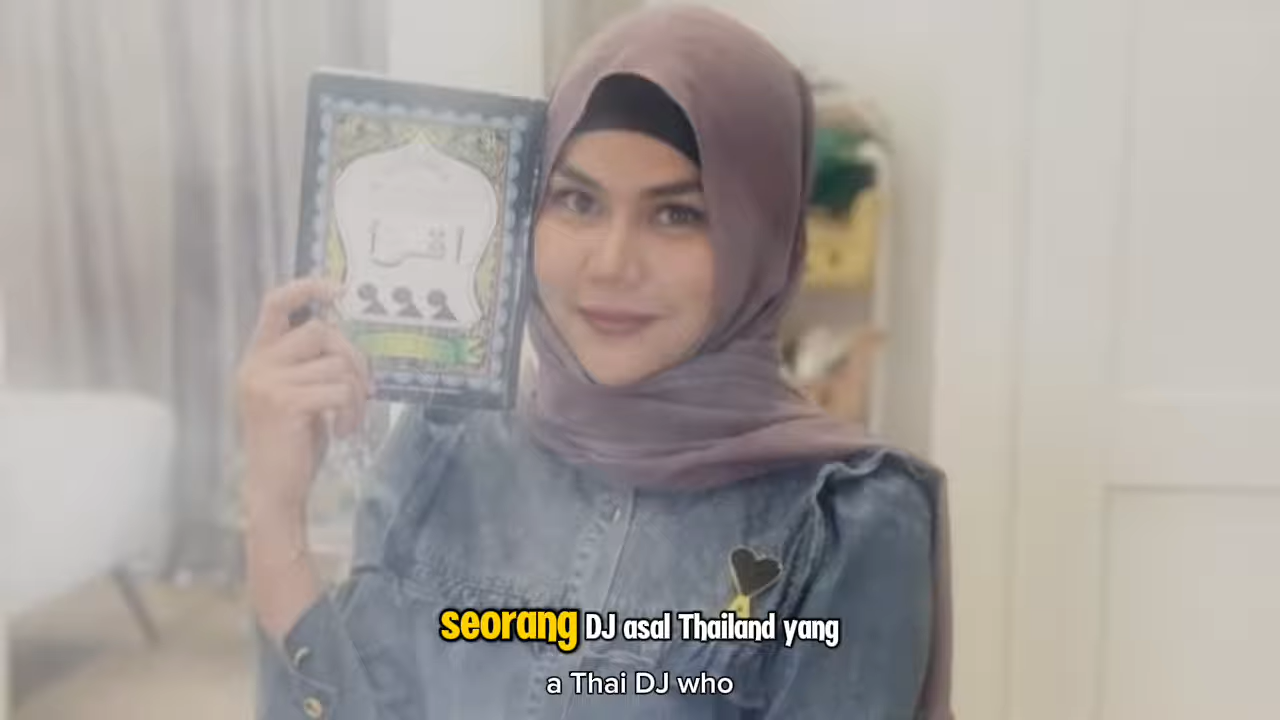 اقرأ
seorang DJ asal Thailand yang
a Thai DJ who